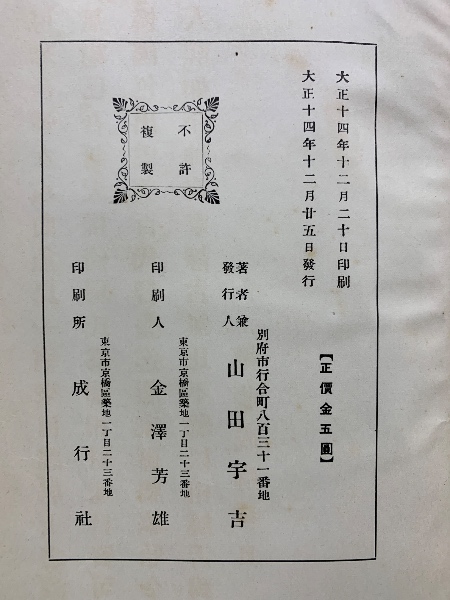 大正十四年十二月二十日印刷
大正十四年十二月廿五日發行
【正價金五圓】
不許
複製
別府市行合町八百三十一番地
著者兼
發行人
山田宇吉
東京市京橋區築地一丁目二十三番地
印刷人 金澤芳雄
東京市京橋區築地一丁目二十三番地
印刷所 成行社